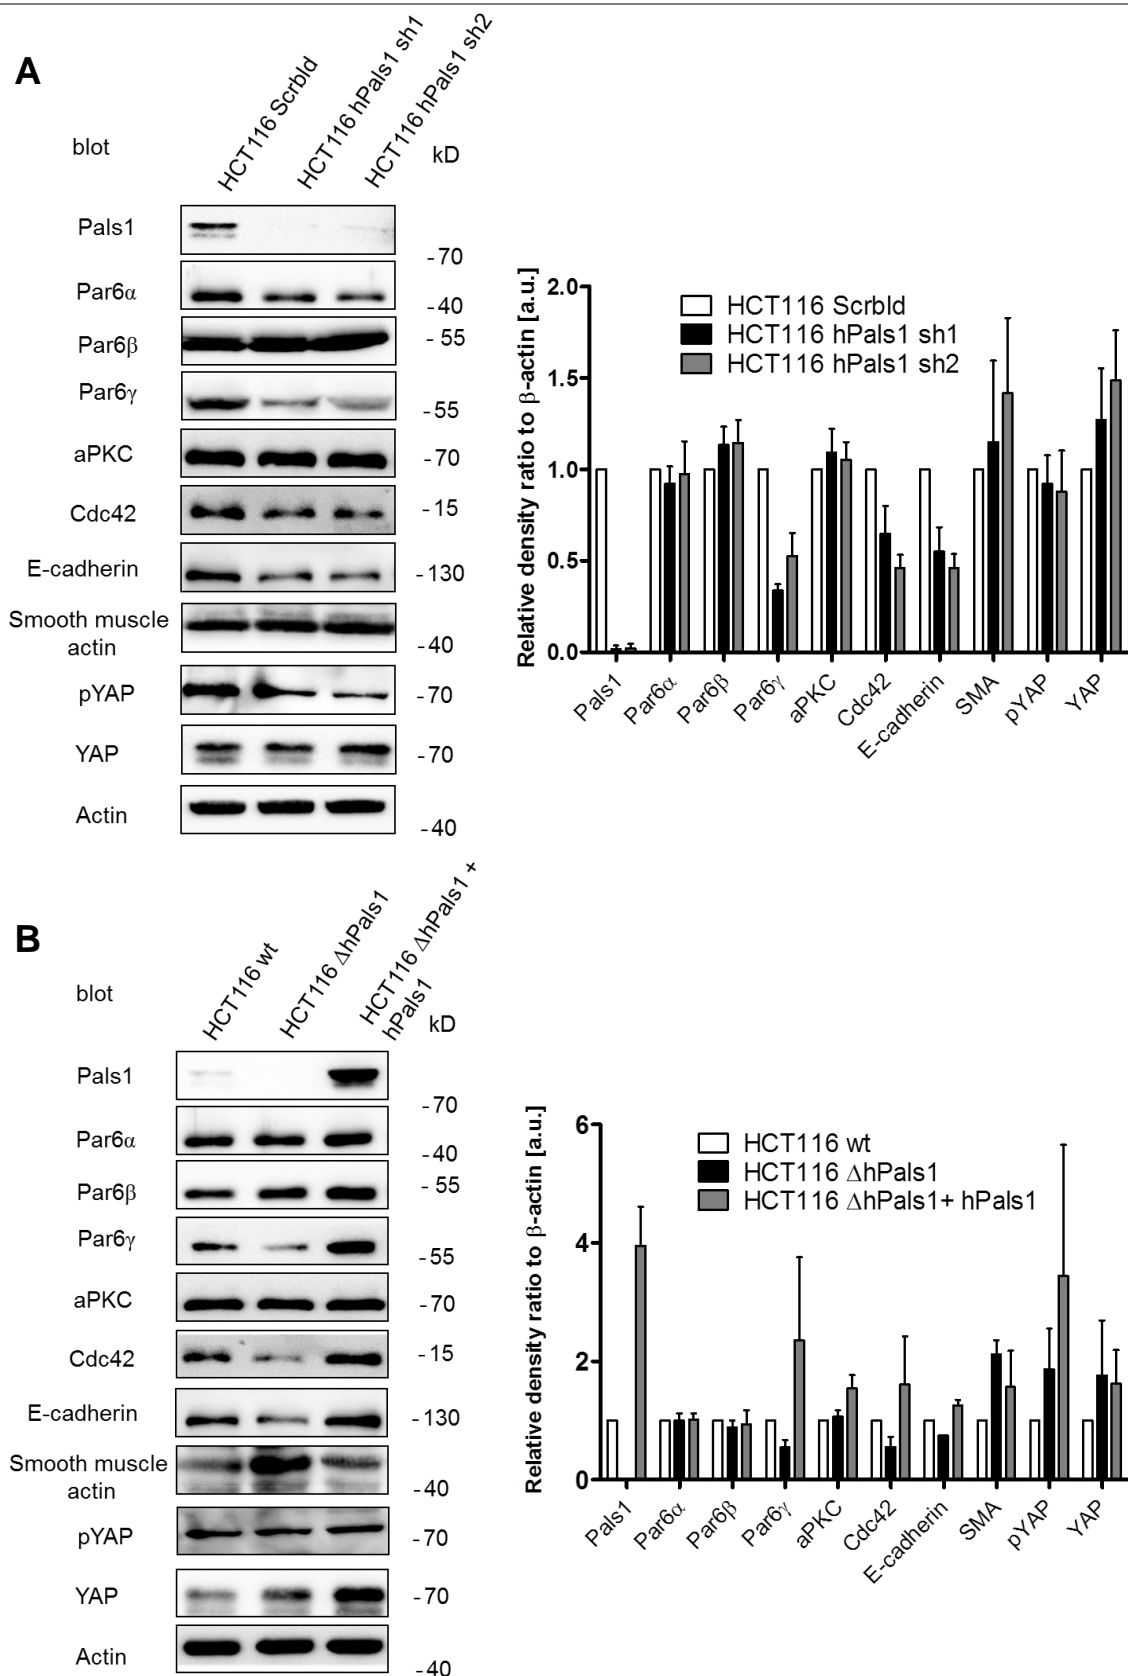 A
blot
HCT116 Scrbld
HCT116 hPals1 sh1
HCT116 hPals1 sh2
kD
Pals1
-70
Par6α
-40
Par6β
-55
Par6γ
-55
aPKC
-70
Cdc42
-15
E-cadherin
-130
Smooth muscle
actin
-40
pYAP
-70
YAP
-70
Actin
-40
Relative density ratio to β-actin [a.u.]
2.0
1.5
1.0
0.5
0.0
HCT116 Scrbld
HCT116 hPals1 sh1
HCT116 hPals1 sh2
Pals1
Par6α
Par6β
Par6γ
aPKC
Cdc42
E-cadherin
SMA
pYAP
YAP
B
blot
HCT116 wt
HCT116 ΔhPals1
HCT116 ΔhPals1 +
hPals1
kD
Pals1
-70
Par6α
-40
Par6β
-55
Par6γ
-55
aPKC
-70
Cdc42
-15
E-cadherin
-130
Smooth muscle
actin
-40
pYAP
-70
YAP
-70
Actin
-40
Relative density ratio to β-actin [a.u.]
6
4
2
0
HCT116 wt
HCT116 ΔhPals1
HCT116 ΔhPals1+ hPals1
Pals1
Par6α
Par6β
Par6γ
aPKC
Cdc42
E-cadherin
SMA
pYAP
YAP